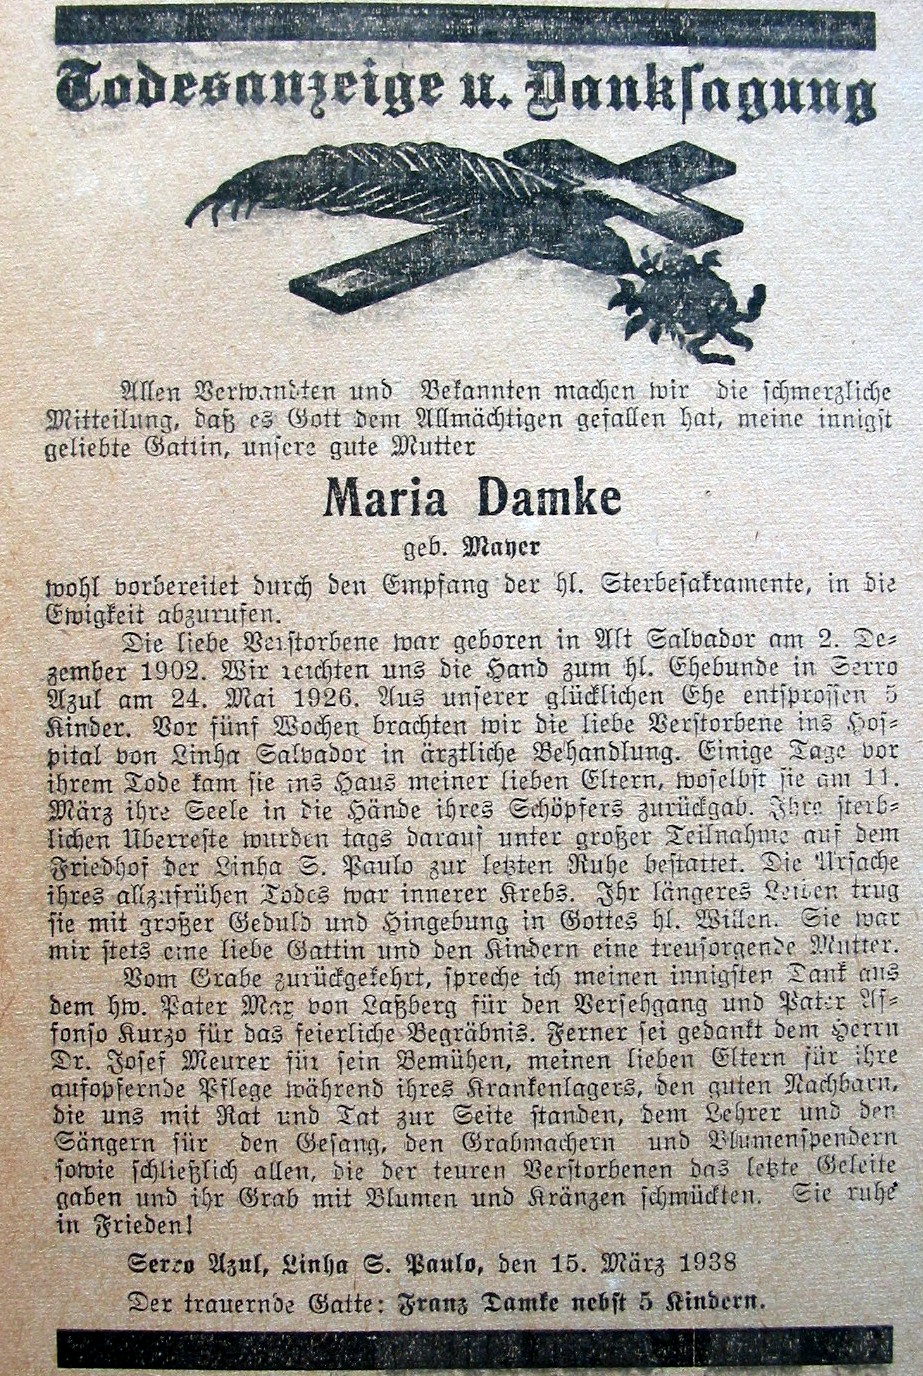 Todesanzeige u. Danksagung
Allen Verwandten und Bekannten machen wir die schmerzliche
Mitteilung, daß es Gott dem Allmächtigen gefallen hat, meine innigst
geliebte Gattin, unsere gute Mutter
Maria Damke
geb. Mayer
wohl vorbereitet durch den Empfang der hl. Sterbesakramente, in die
Ewigkeit abzurufen.
Die liebe Verstorbene war geboren in Alt Salvador am 2. De-
zember 1902. Wir reichten uns die Hand zum hl. Ehebunde in Serro
Azul am 24. Mai 1926. Aus unserer glücklichen Ehe entsprossen 5
Kinder. Vor fünf Wochen brachten wir die liebe Verstorbene ins Hos-
pital von Linha Salvador in ärztliche Behandlung. Einige Tage vor
ihrem Tode kam sie ins Haus meiner lieben Eltern, woselbst sie am 11.
März ihre Seele in die Hände ihres Schöpfers zurückgab. Ihre sterb-
lichen Überreste wurden tags darauf unter großer Teilnahme auf dem
Friedhof der Linha S. Paulo zur letzten Ruhe bestattet. Die Ursache
ihres allzufrühen Todes war innerer Krebs. Ihr längeres Leiden trug
sie mit großer Geduld und Hingebung in Gottes hl. Willen. Sie war
mir stets eine liebe Gattin und den Kindern eine treusorgende Mutter.
Vom Grabe zurückgekehrt, spreche ich meinen innigsten Dank aus
dem hw. Pater Max von Laßberg für den Versehgang und Pater Al-
fonso Kurzo für das feierliche Begräbnis. Ferner sei gedankt dem Herrn
Dr. Josef Meurer für sein Bemühen, meinen lieben Eltern für ihre
aufopfernde Pflege während ihres Krankenlagers, den guten Nachbarn,
die uns mit Rat und Tat zur Seite standen, dem Lehrer und den
Sängern für den Gesang, den Grabmachern und Blumenspendern
sowie schließlich allen, die der teuren Verstorbenen das letzte Geleite
gaben und ihr Grab mit Blumen und Kränzen schmückten. Sie ruhe
in Frieden!
Serro Azul, Linha S. Paulo, den 15. März 1938
Der trauernde Gatte: Franz Damke nebst 5 Kindern.